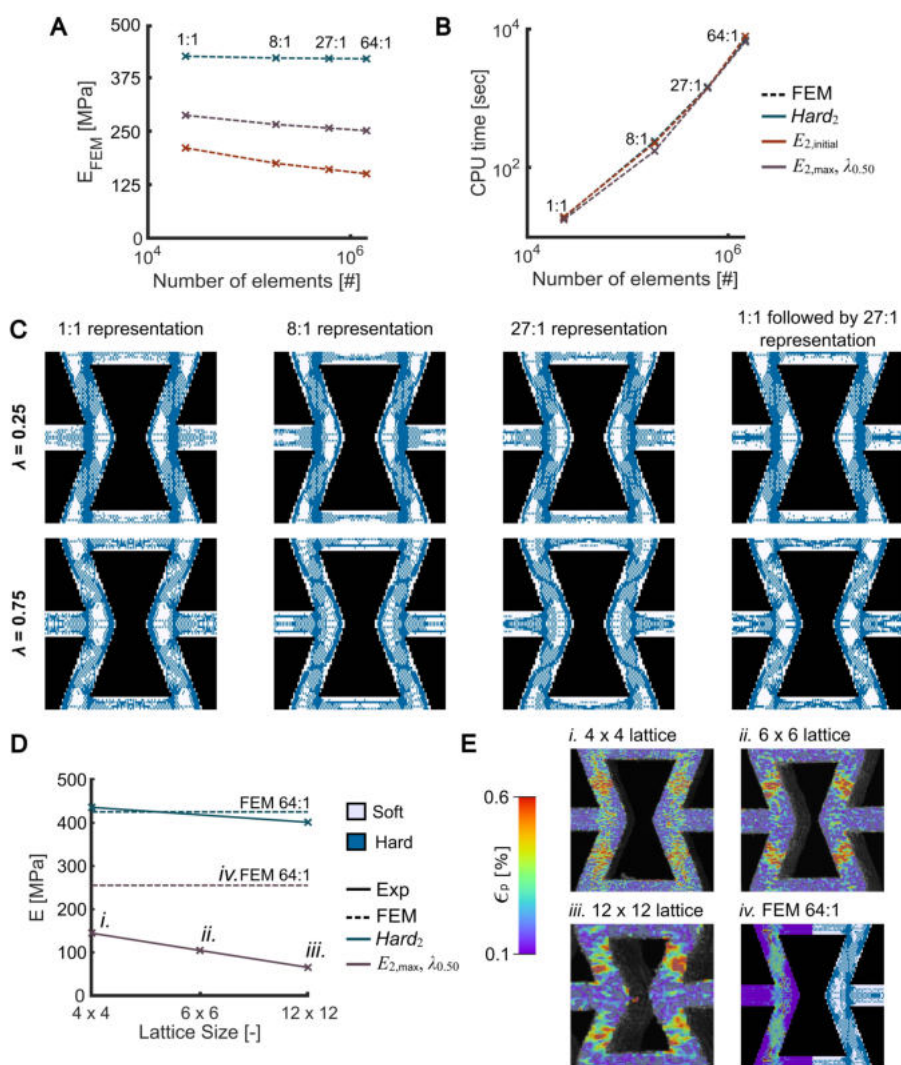 A
500
375
250
125
0
E_FEM [MPa]
1:1
8:1
27:1
64:1
10^4
10^6
Number of elements [#]
B
10^4
10^2
CPU time [sec]
1:1
8:1
27:1
64:1
10^4
10^6
Number of elements [#]
FEM
Hard_2
E_2,initial
E_2,max, λ_0.50
C
1:1 representation
8:1 representation
27:1 representation
1:1 followed by 27:1
representation
λ = 0.25
λ = 0.75
D
500
400
300
200
100
0
E [MPa]
FEM 64:1
iv. FEM 64:1
i.
ii.
iii.
4 x 4
6 x 6
12 x 12
Lattice Size [-]
Soft
Hard
Exp
FEM
Hard_2
E_2,max, λ_0.50
E
i. 4 x 4 lattice
ii. 6 x 6 lattice
0.6
ϵ_p [%]
0.1
iii. 12 x 12 lattice
iv. FEM 64:1